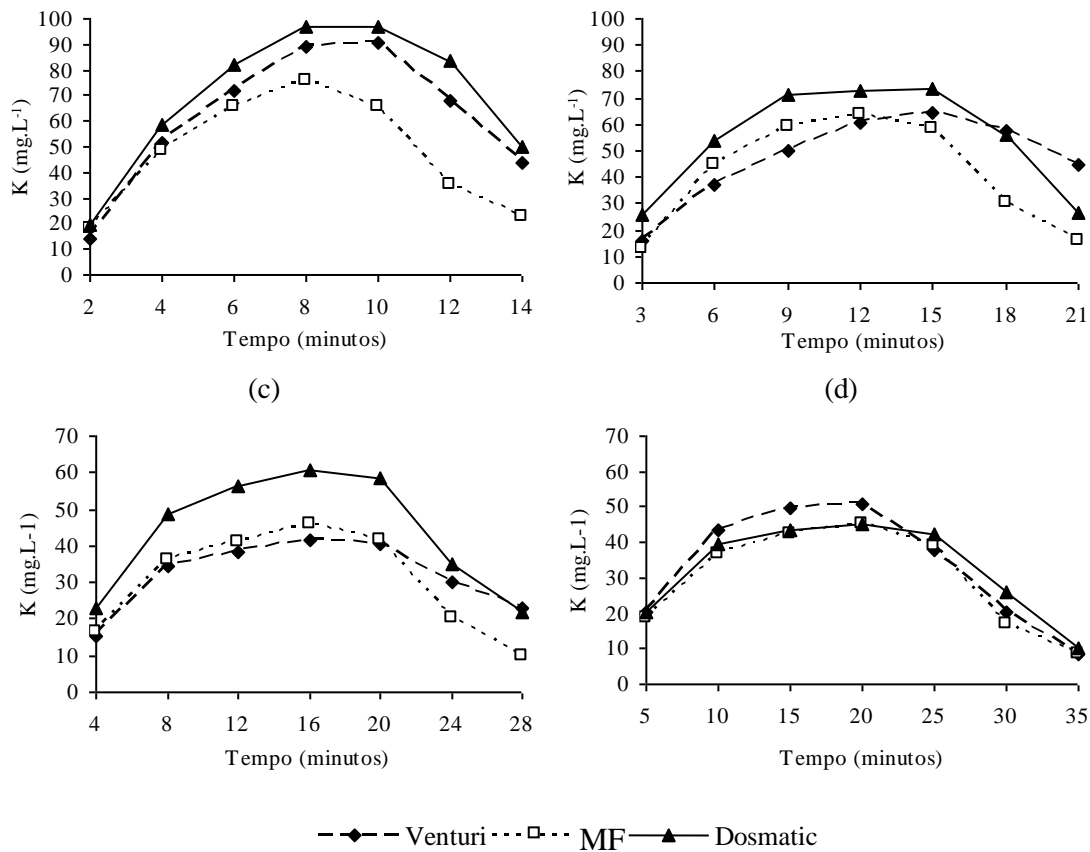 100
90
80
70
60
50
40
30
20
10
0
K (mg.L⁻¹)
2 4 6 8 10 12 14
Tempo (minutos)
(c)
100
90
80
70
60
50
40
30
20
10
0
K (mg.L⁻¹)
3 6 9 12 15 18 21
Tempo (minutos)
(d)
70
60
50
40
30
20
10
0
K (mg.L-1)
4 8 12 16 20 24 28
Tempo (minutos)
70
60
50
40
30
20
10
0
K (mg.L-1)
5 10 15 20 25 30 35
Tempo (minutos)
Venturi MF Dosmatic